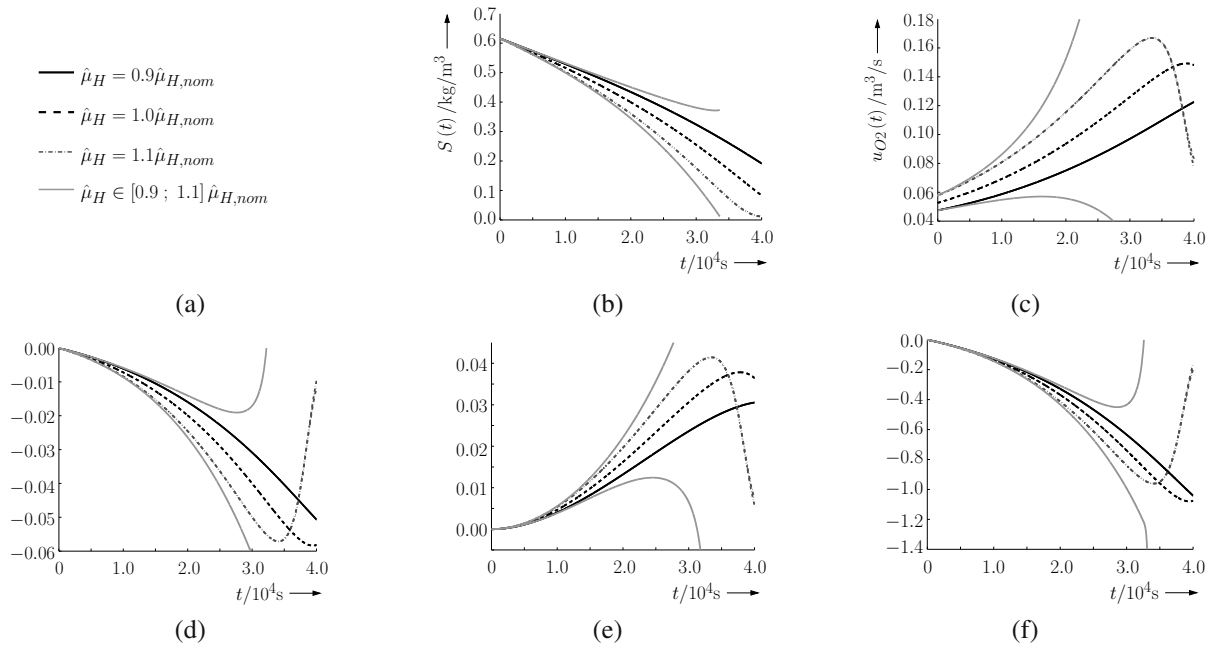 μ̂_H = 0.9μ̂_{H,nom}
μ̂_H = 1.0μ̂_{H,nom}
μ̂_H = 1.1μ̂_{H,nom}
μ̂_H ∈ [0.9 ; 1.1] μ̂_{H,nom}
(a)
S(t) /kg/m³
0.7
0.6
0.5
0.4
0.3
0.2
0.1
0.0
0 1.0 2.0 3.0 4.0
t/10⁴s
(b)
u_{O2}(t) /m³/s
0.18
0.16
0.14
0.12
0.10
0.08
0.06
0.04
0 1.0 2.0 3.0 4.0
t/10⁴s
(c)
0.00
−0.01
−0.02
−0.03
−0.04
−0.05
−0.06
0 1.0 2.0 3.0 4.0
t/10⁴s
(d)
0.04
0.03
0.02
0.01
0.00
0 1.0 2.0 3.0 4.0
t/10⁴s
(e)
0.0
−0.2
−0.4
−0.6
−0.8
−1.0
−1.2
−1.4
0 1.0 2.0 3.0 4.0
t/10⁴s
(f)